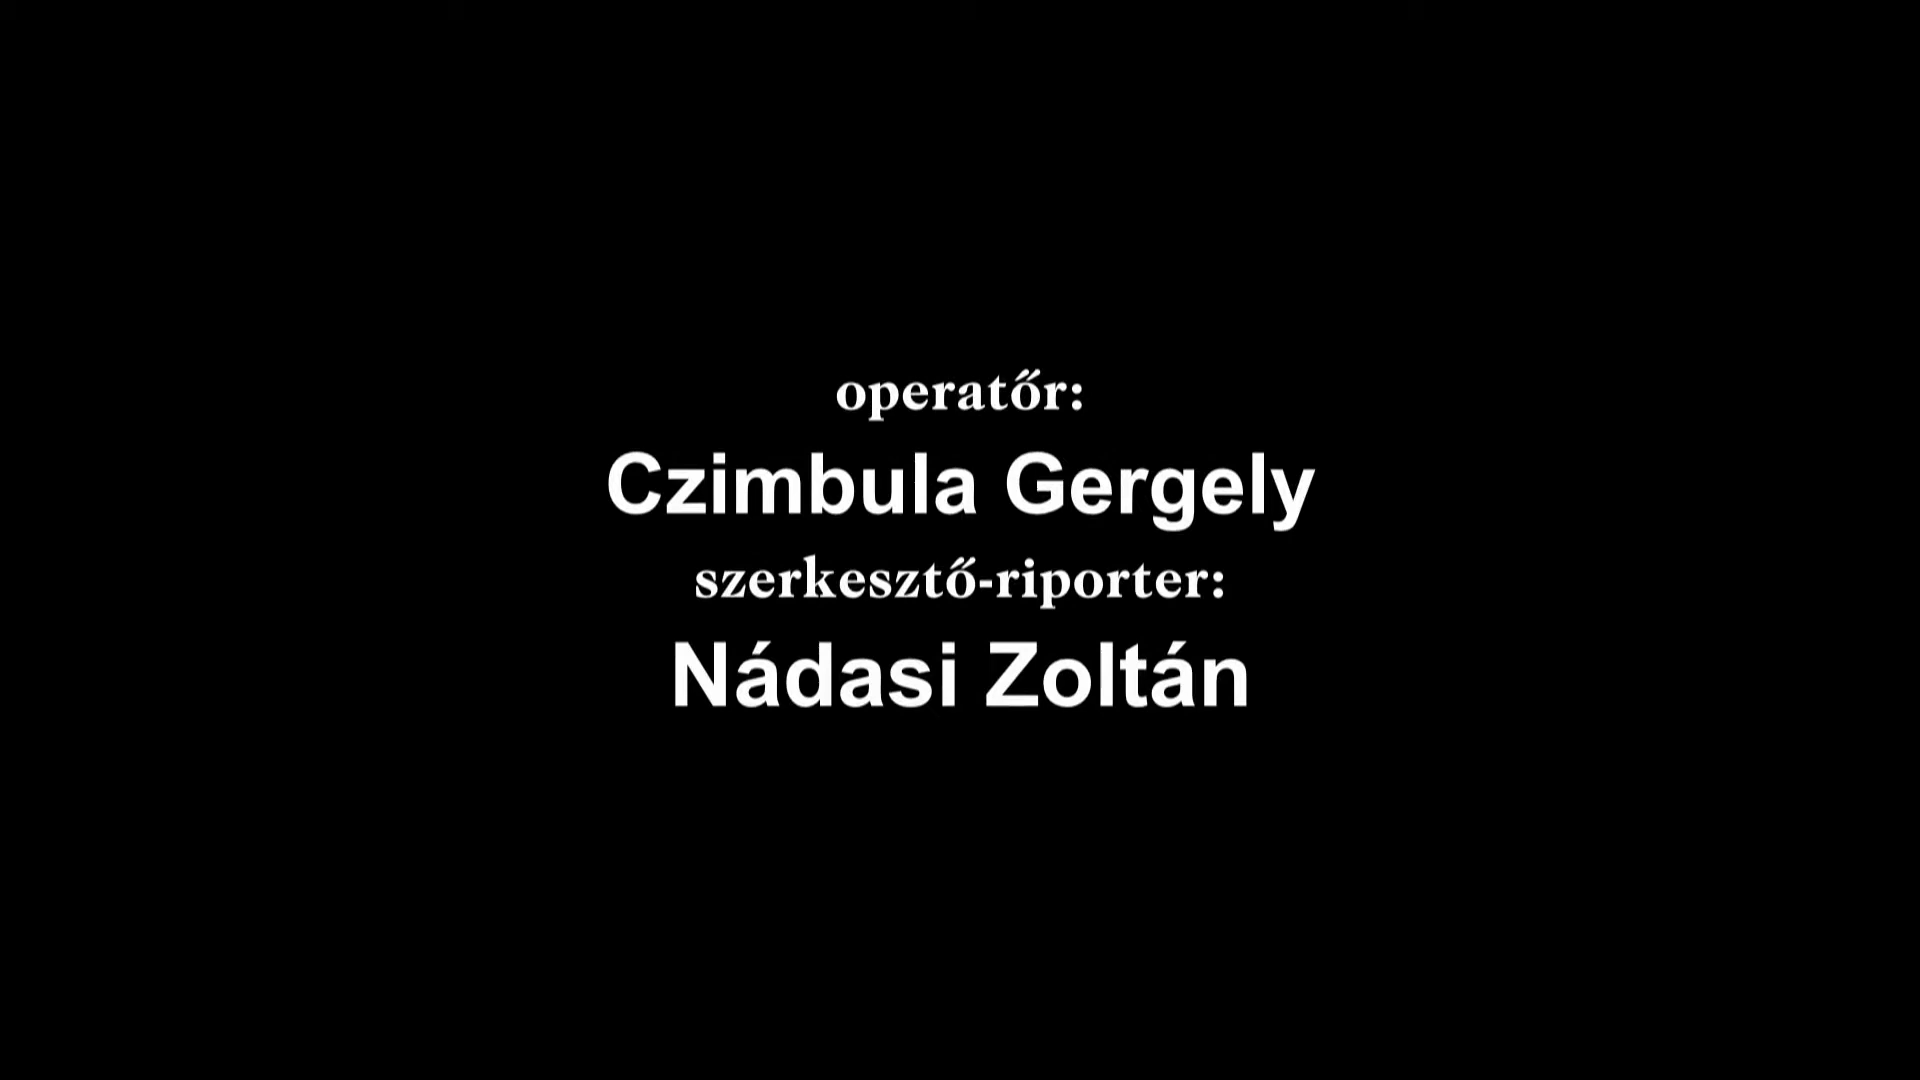 operatőr:
Czimbula Gergely
szerkesztő-riporter:
Nádasi Zoltán